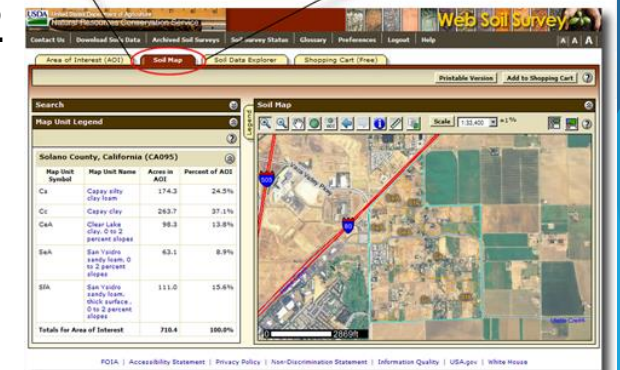 USDA United States Department of Agriculture
Natural Resources Conservation Service
Web Soil Survey
Contact Us | Download Soils Data | Archived Soil Surveys | Soil Survey Status | Glossary | Preferences | Logout | Help
A A A
Area of Interest (AOI)
Soil Map
Soil Data Explorer
Shopping Cart (Free)
Printable Version
Add to Shopping Cart
Search
Map Unit Legend
Solano County, California (CA095)
Map Unit Symbol
Map Unit Name
Acres in AOI
Percent of AOI
Ca
Capay silty clay loam
174.3
24.5%
Cc
Capay clay
263.7
37.1%
CeA
Clear Lake clay, 0 to 2 percent slopes
98.3
13.8%
SeA
San Ysidro sandy loam, 0 to 2 percent slopes
63.1
8.9%
SfA
San Ysidro sandy loam, thick surface, 0 to 2 percent slopes
111.0
15.6%
Totals for Area of Interest
710.4
100.0%
Legend
Soil Map
Scale
505
80
0
2869ft
FOIA | Accessibility Statement | Privacy Policy | Non-Discrimination Statement | Information Quality | USA.gov | White House